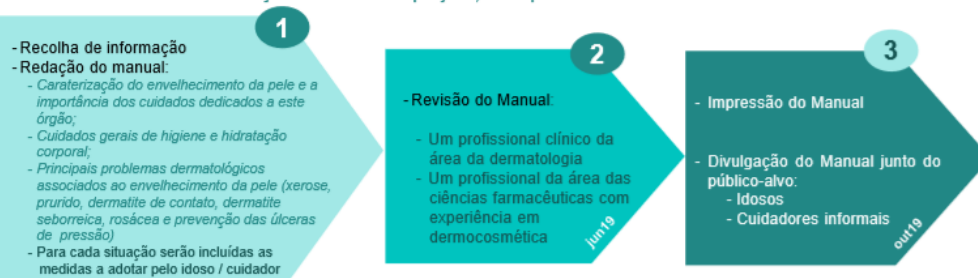 1
- Recolha de informação
- Redação do manual:
- Caraterização do envelhecimento da pele e a
importância dos cuidados dedicados a este
órgão;
- Cuidados gerais de higiene e hidratação
corporal;
- Principais problemas dermatológicos
associados ao envelhecimento da pele (xerose,
prurido, dermatite de contato, dermatite
seborreica, rosácea e prevenção das úlceras
de pressão)
- Para cada situação serão incluídas as
medidas a adotar pelo idoso / cuidador
2
- Revisão do Manual:
- Um profissional clínico da
área da dermatologia
- Um profissional da área das
ciências farmacêuticas com
experiência em
dermocosmética
jun19
3
- Impressão do Manual
- Divulgação do Manual junto do
público-alvo:
- Idosos
- Cuidadores informais
out19